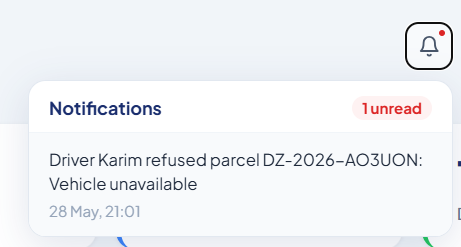 Notifications
1 unread
Driver Karim refused parcel DZ-2026-AO3UON:
Vehicle unavailable
28 May, 21:01